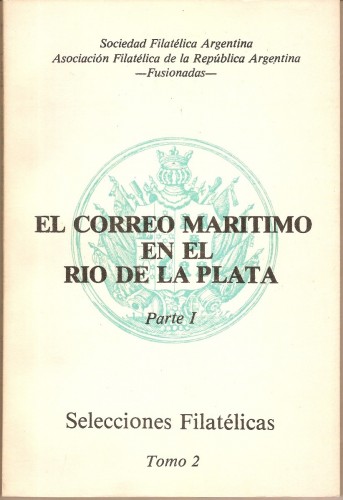 Sociedad Filatélica Argentina
Asociación Filatélica de la República Argentina
—Fusionadas—
EL CORREO MARITIMO
EN EL
RIO DE LA PLATA
Parte I
Selecciones Filatélicas
Tomo 2